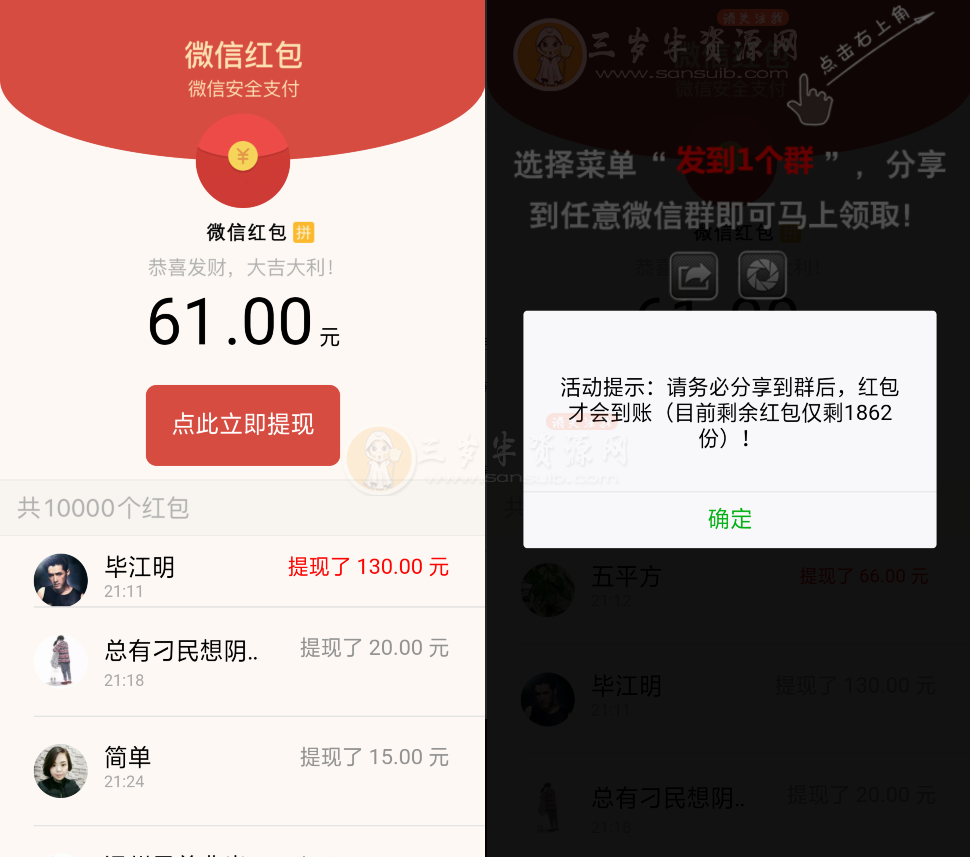 微信红包
微信安全支付
¥
微信红包 拼
恭喜发财，大吉大利！
61.00 元
点此立即提现
共10000个红包
毕江明
提现了 130.00 元
21:11
总有刁民想阴..
提现了 20.00 元
21:18
简单
提现了 15.00 元
21:24
三岁半资源网
www.sansuib.com
点击右上角
微信安全支付
选择菜单“发到1个群”，分享
到任意微信群即可马上领取！
微信红包
61.00
活动提示：请务必分享到群后，红包
才会到账（目前剩余红包仅剩1862
份）！
确定
三岁半资源网
www.sansuib.com
共
五平方
提现了 66.00 元
21:12
毕江明
提现了 130.00 元
21:11
总有刁民想阴..
提现了 20.00 元
21:18